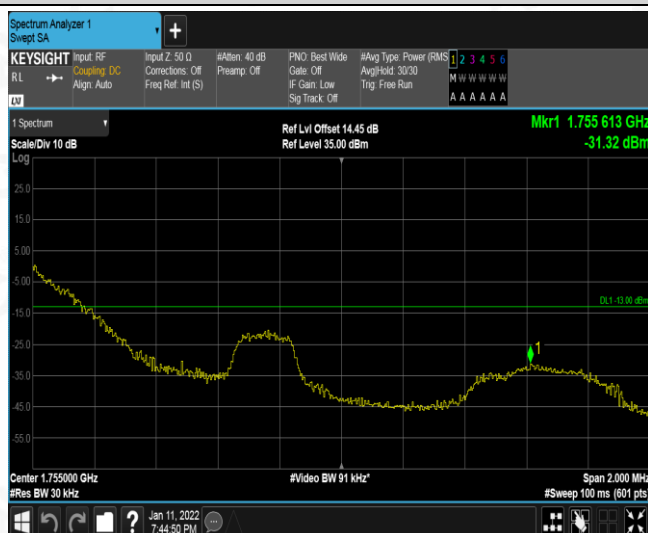 Spectrum Analyzer 1
Swept SA
+
KEYSIGHT
RL
Input: RF
Coupling: DC
Align: Auto
Input Z: 50 Ω
Corrections: Off
Freq Ref: Int (S)
#Atten: 40 dB
Preamp: Off
PNO: Best Wide
Gate: Off
IF Gain: Low
Sig Track: Off
#Avg Type: Power (RMS
Avg|Hold: 30/30
Trig: Free Run
1 2 3 4 5 6
M W W W W W
A A A A A A
1 Spectrum
Scale/Div 10 dB
Log
Ref Lvl Offset 14.45 dB
Ref Level 35.00 dBm
Mkr1 1.755 613 GHz
-31.32 dBm
25.0
15.0
5.00
-5.00
DL1 -13.00 dBm
-15.0
-25.0
1
-35.0
-45.0
-55.0
Center 1.755000 GHz
#Res BW 30 kHz
#Video BW 91 kHz*
Span 2.000 MHz
#Sweep 100 ms (601 pts)
?
Jan 11, 2022
7:44:50 PM